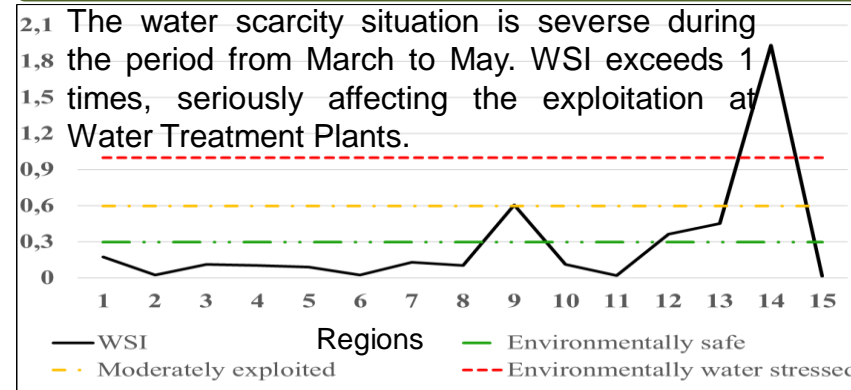 The water scarcity situation is severse during
the period from March to May. WSI exceeds 1
times, seriously affecting the exploitation at
Water Treatment Plants.
2,1
1,8
1,5
1,2
0,9
0,6
0,3
0
1 2 3 4 5 6 7 8 9 10 11 12 13 14 15
Regions
WSI
Environmentally safe
Moderately exploited
Environmentally water stressed